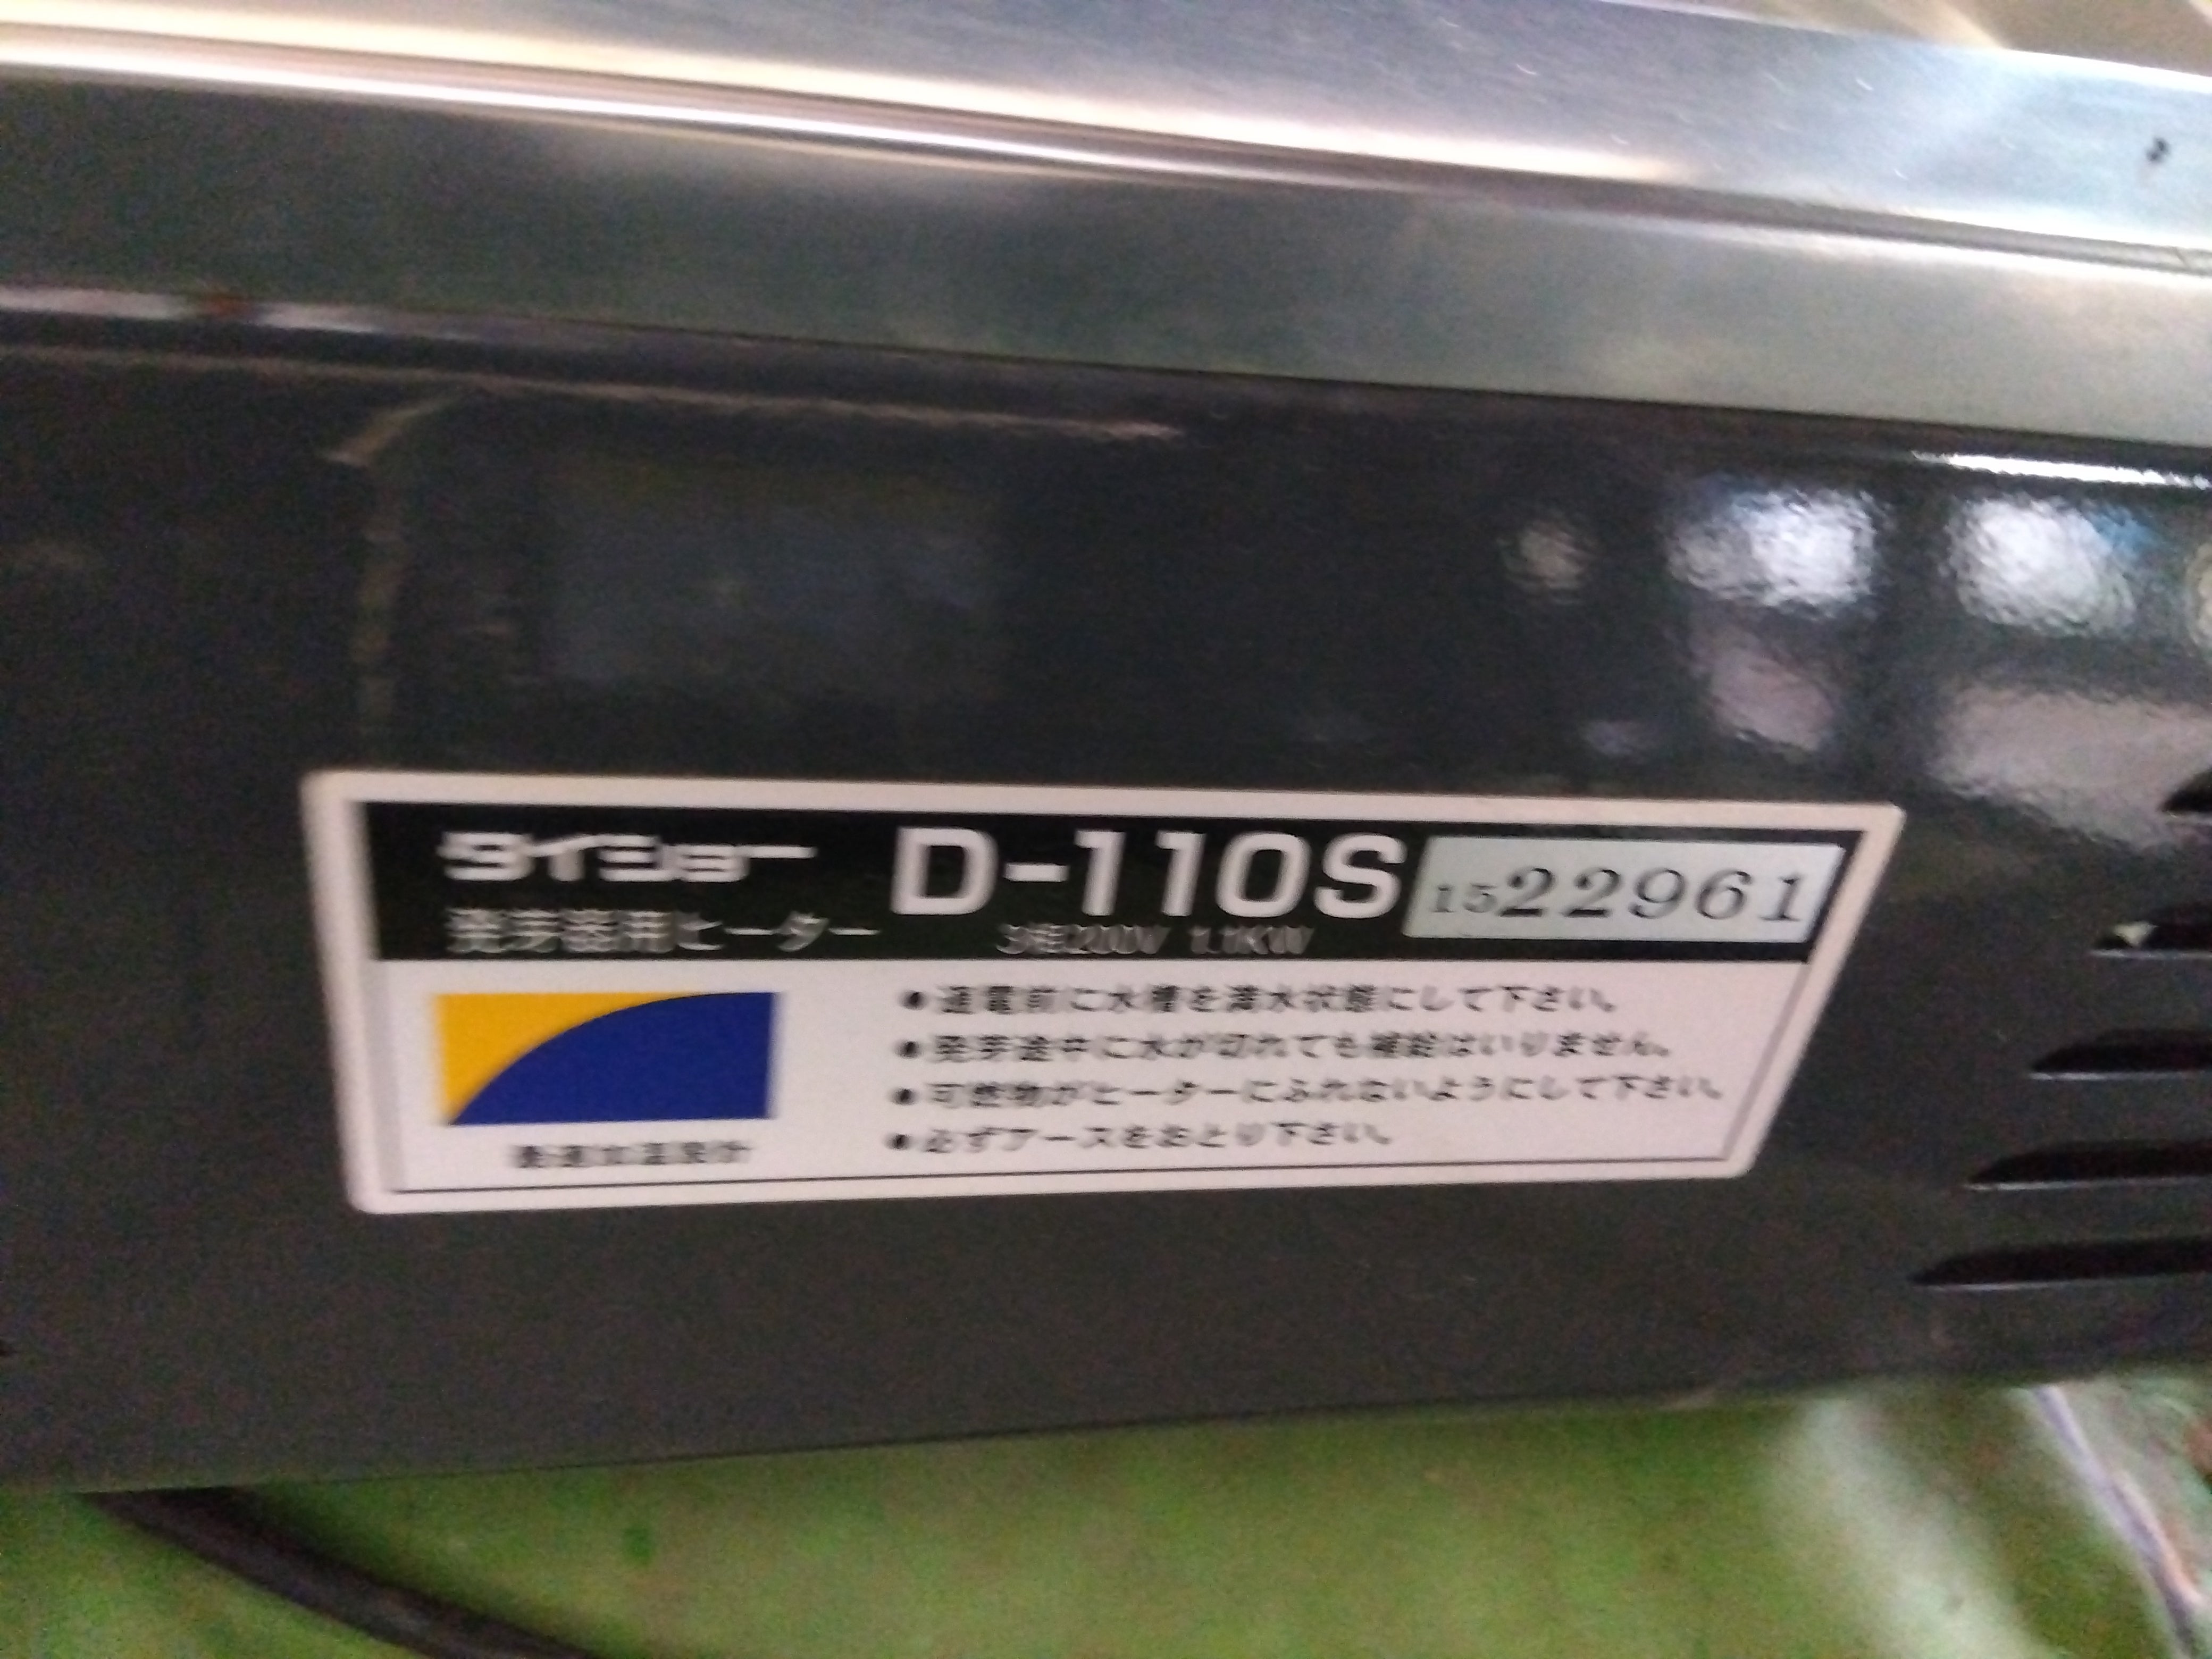 タイショー D-110S 1522961
発芽器用ヒーター 3相200V 1.1KW
●通電前に水槽を満水状態にして下さい。
●発芽途中に水が切れても補給はいりません。
●可燃物がヒーターにふれないようにして下さい。
●必ずアースをおとり下さい。